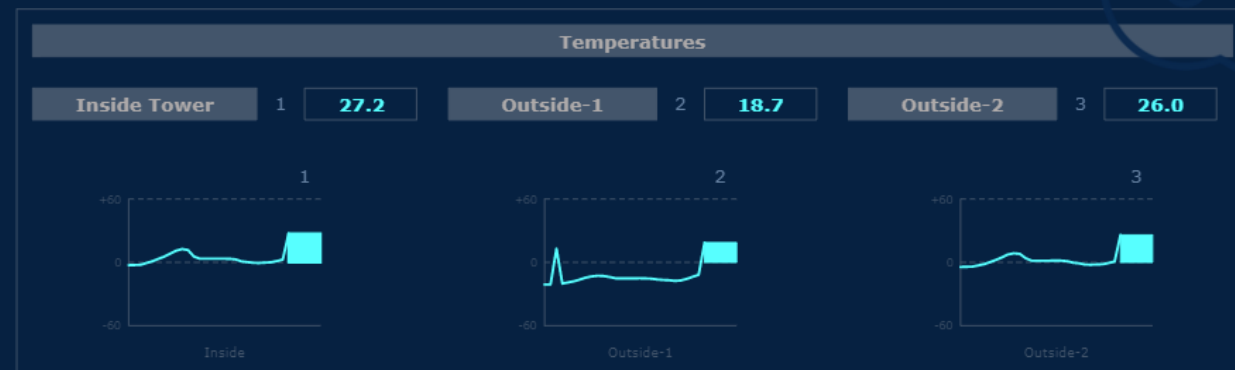 Temperatures
Inside Tower 1 27.2 Outside-1 2 18.7 Outside-2 3 26.0
1 2 3
+60 +60 +60
0 0 0
-60 -60 -60
Inside Outside-1 Outside-2